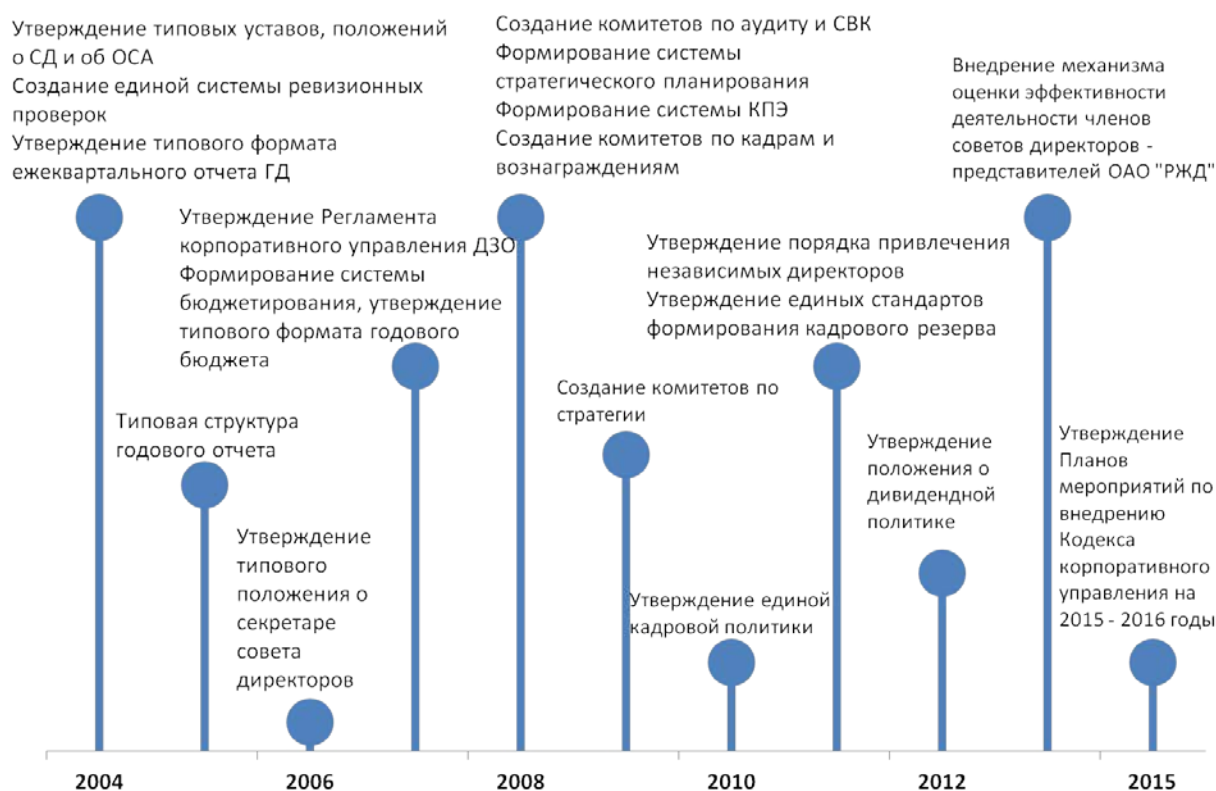 Утверждение типовых уставов, положений
о СД и об ОСА
Создание единой системы ревизионных
проверок
Утверждение типового формата
ежеквартального отчета ГД
Типовая структура
годового отчета
Утверждение
типового
положения о
секретаре
совета
директоров
Утверждение Регламента
корпоративного управления ДЗО
Формирование системы
бюджетирования, утверждение
типового формата годового
бюджета
Создание комитетов по аудиту и СВК
Формирование системы
стратегического планирования
Формирование системы КПЭ
Создание комитетов по кадрам и
вознаграждениям
Создание комитетов по
стратегии
Утверждение единой
кадровой политики
Утверждение порядка привлечения
независимых директоров
Утверждение единых стандартов
формирования кадрового резерва
Утверждение
положения о
дивидендной
политике
Внедрение механизма
оценки эффективности
деятельности членов
советов директоров -
представителей ОАО "РЖД"
Утверждение
Планов
мероприятий по
внедрению
Кодекса
корпоративного
управления на
2015 - 2016 годы
2004
2006
2008
2010
2012
2015